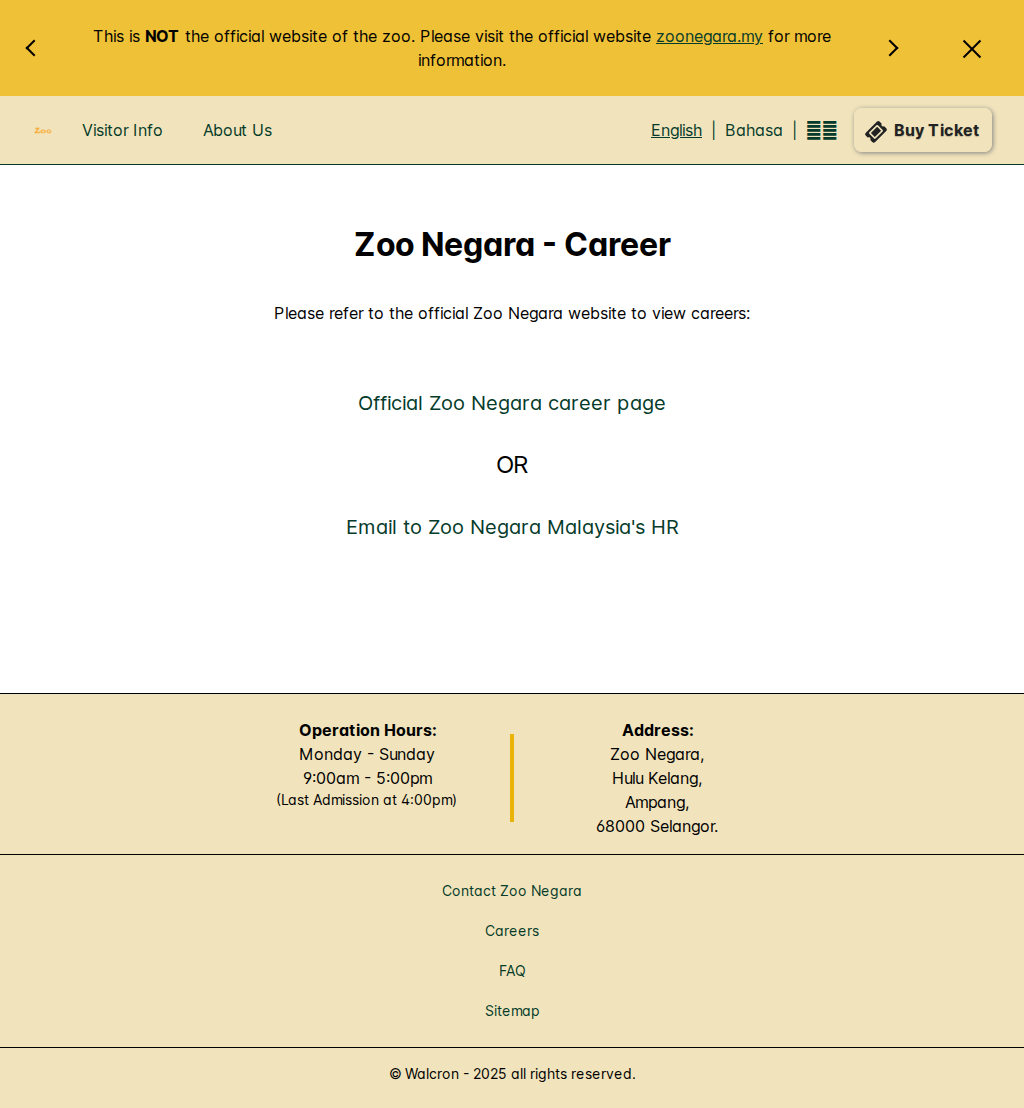 This is NOT the official website of the zoo. Please visit the official website zoonegara.my for more
information.
Zoo Visitor Info About Us English | Bahasa | Buy Ticket
Zoo Negara - Career
Please refer to the official Zoo Negara website to view careers:
Official Zoo Negara career page
OR
Email to Zoo Negara Malaysia's HR
Operation Hours:
Monday - Sunday
9:00am - 5:00pm
(Last Admission at 4:00pm)
Address:
Zoo Negara,
Hulu Kelang,
Ampang,
68000 Selangor.
Contact Zoo Negara
Careers
FAQ
Sitemap
© Walcron - 2025 all rights reserved.